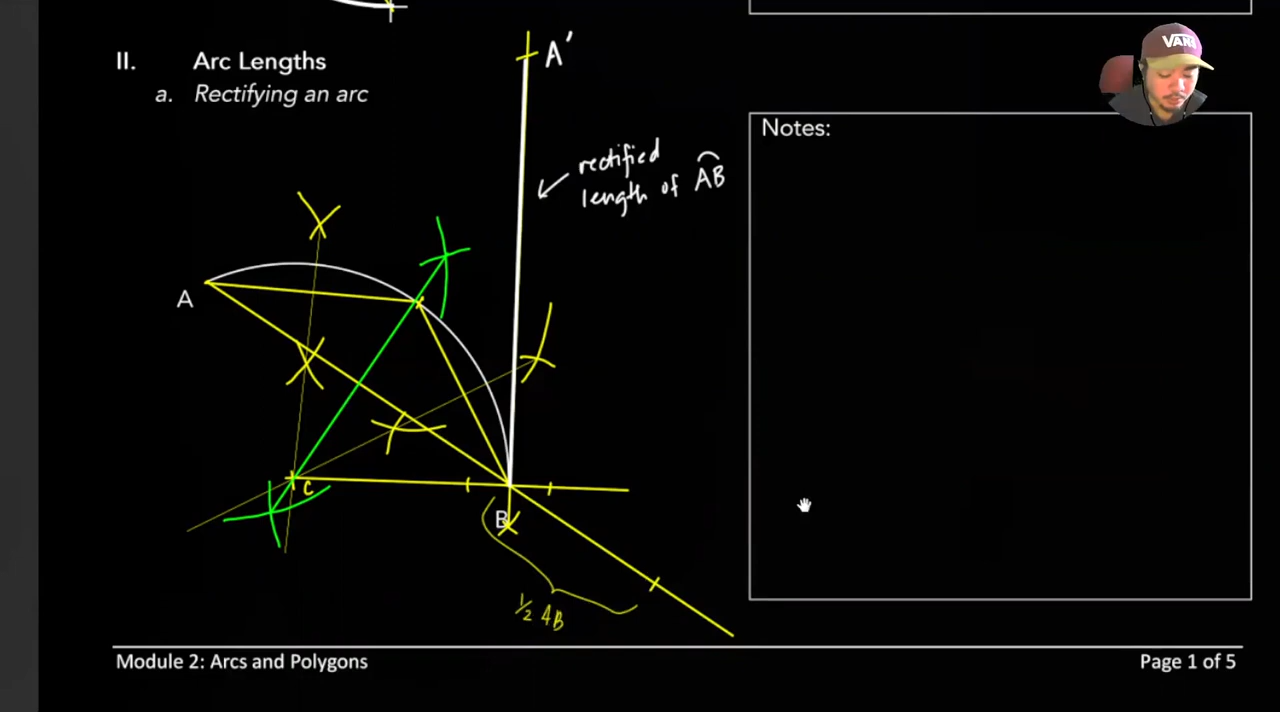 II. Arc Lengths
a. Rectifying an arc
A'
rectified
length of AB
A
C
B
1/2 AB
Notes:
VANS
Module 2: Arcs and Polygons
Page 1 of 5